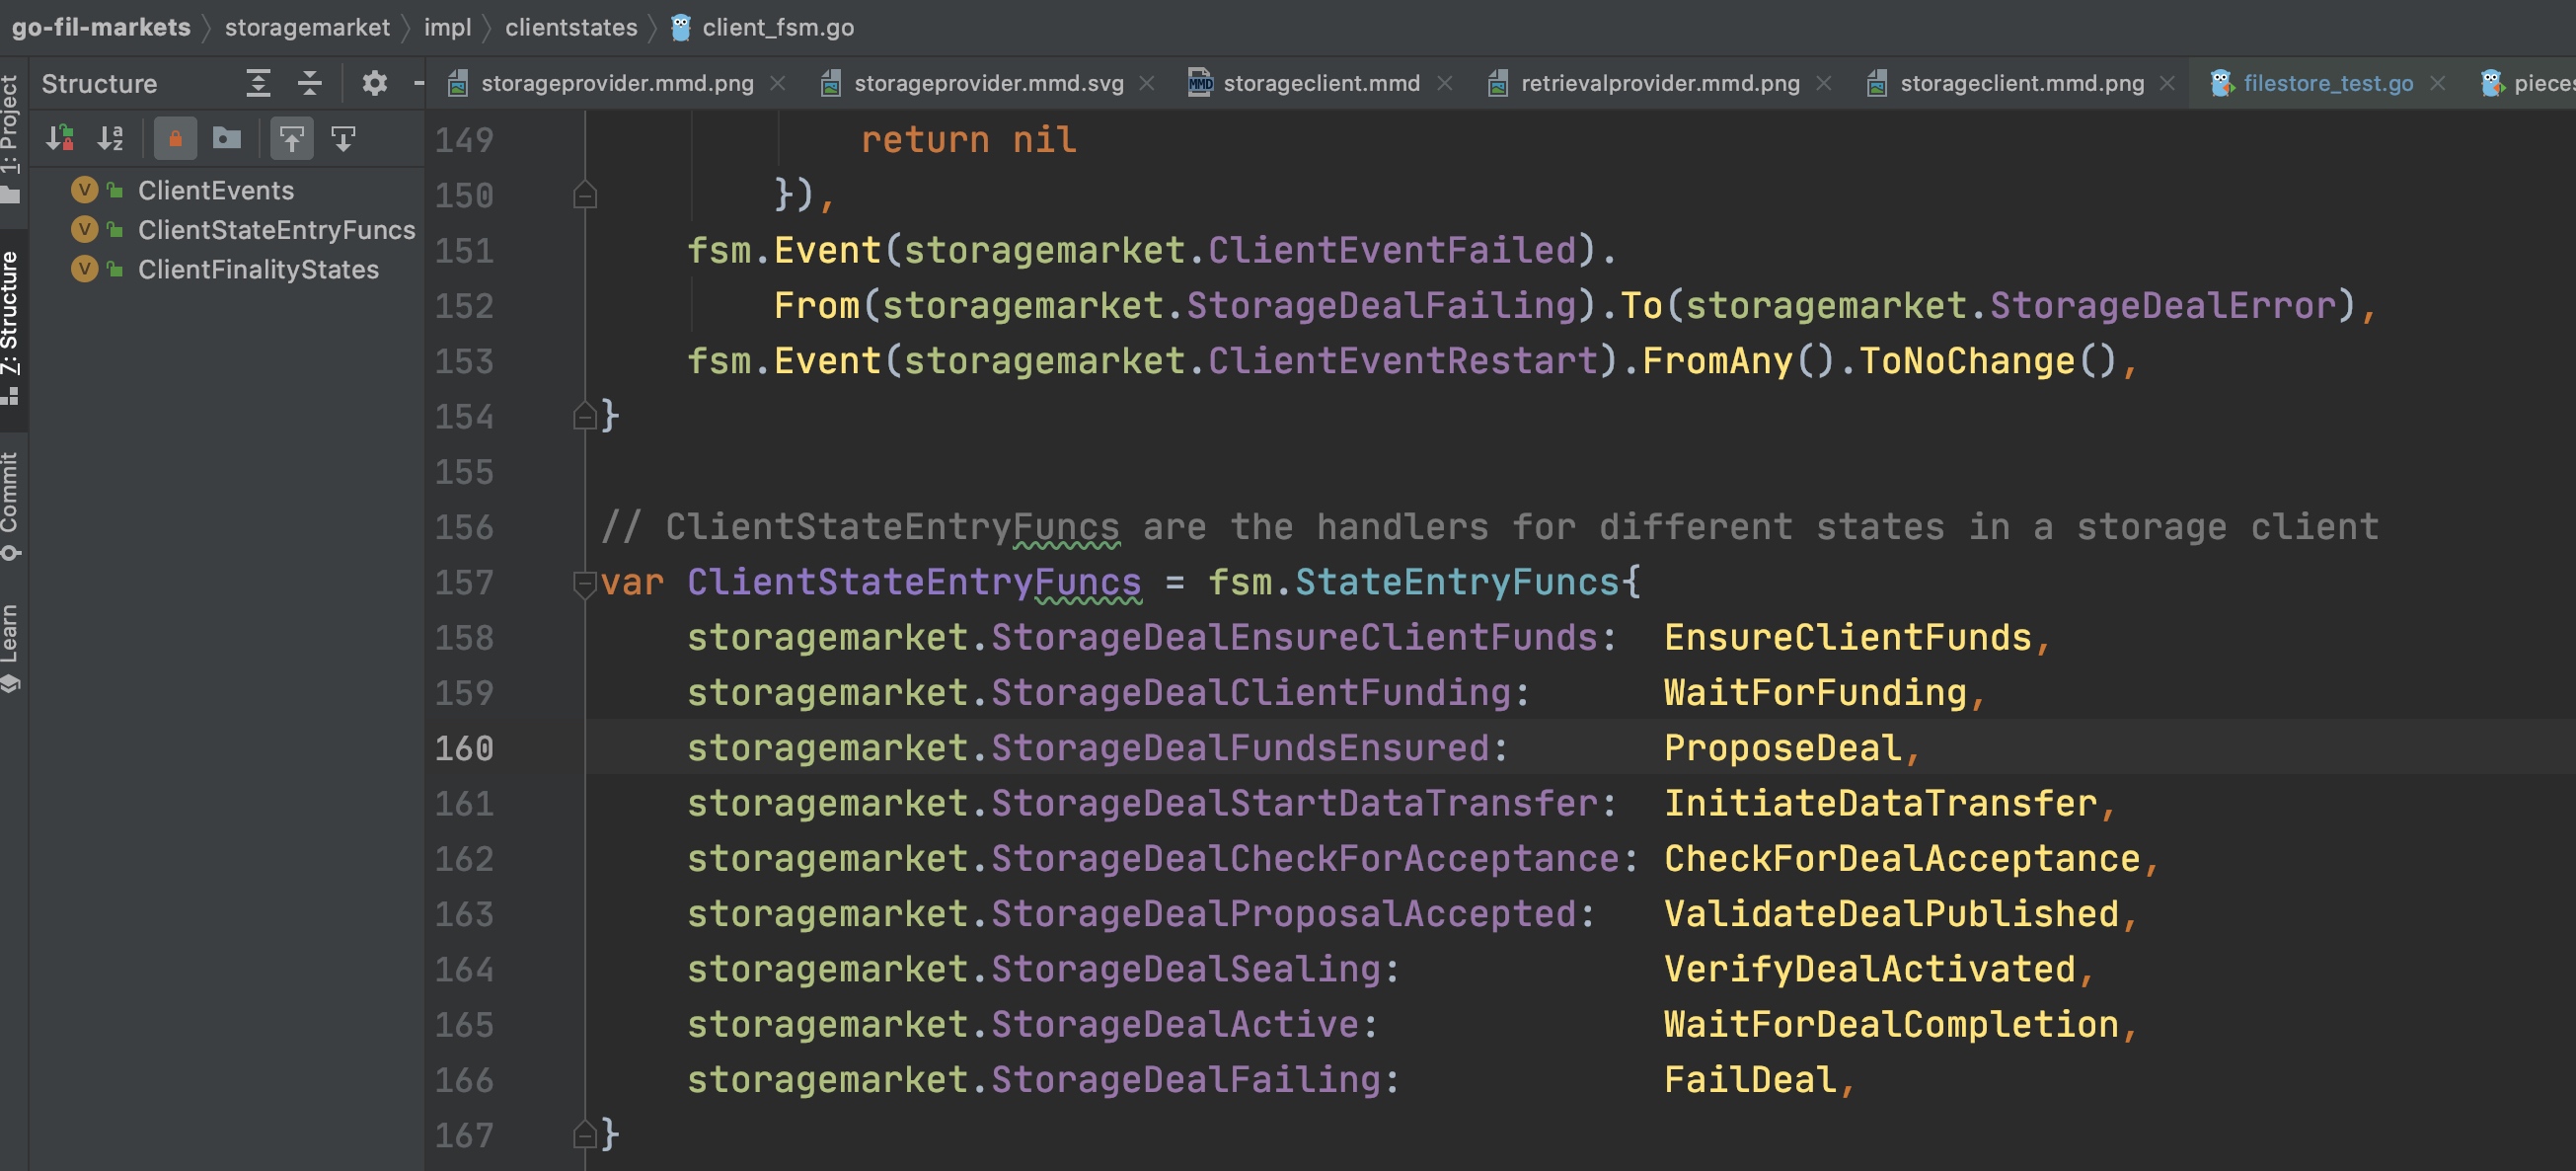 go-fil-markets storagemarket impl clientstates client_fsm.go
1: Project
Z: Structure
Commit
Learn
Structure
ClientEvents
ClientStateEntryFuncs
ClientFinalityStates
storageprovider.mmd.png storageprovider.mmd.svg storageclient.mmd retrievalprovider.mmd.png storageclient.mmd.png filestore_test.go pieces
149 return nil
150 }),
151 fsm.Event(storagemarket.ClientEventFailed).
152 From(storagemarket.StorageDealFailing).To(storagemarket.StorageDealError),
153 fsm.Event(storagemarket.ClientEventRestart).FromAny().ToNoChange(),
154 }
155
156 // ClientStateEntryFuncs are the handlers for different states in a storage client
157 var ClientStateEntryFuncs = fsm.StateEntryFuncs{
158 storagemarket.StorageDealEnsureClientFunds: EnsureClientFunds,
159 storagemarket.StorageDealClientFunding: WaitForFunding,
160 storagemarket.StorageDealFundsEnsured: ProposeDeal,
161 storagemarket.StorageDealStartDataTransfer: InitiateDataTransfer,
162 storagemarket.StorageDealCheckForAcceptance: CheckForDealAcceptance,
163 storagemarket.StorageDealProposalAccepted: ValidateDealPublished,
164 storagemarket.StorageDealSealing: VerifyDealActivated,
165 storagemarket.StorageDealActive: WaitForDealCompletion,
166 storagemarket.StorageDealFailing: FailDeal,
167 }